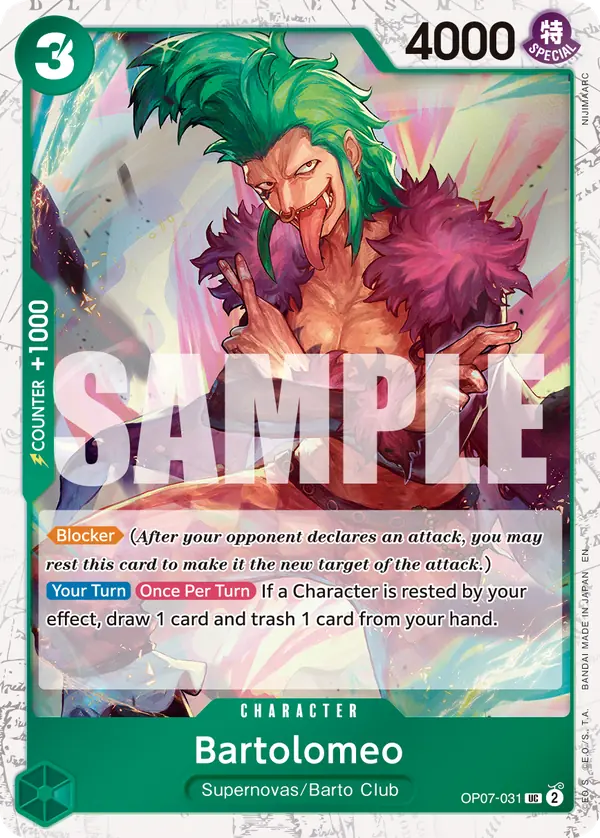 3
4000
特
SPECIAL
NIJIMAARC
COUNTER +1000
SAMPLE
Blocker (After your opponent declares an attack, you may
rest this card to make it the new target of the attack.)
Your Turn Once Per Turn If a Character is rested by your
effect, draw 1 card and trash 1 card from your hand.
CHARACTER
Bartolomeo
Supernovas/Barto Club
OP07-031 UC 2
BANDAI MADE IN JAPAN EN